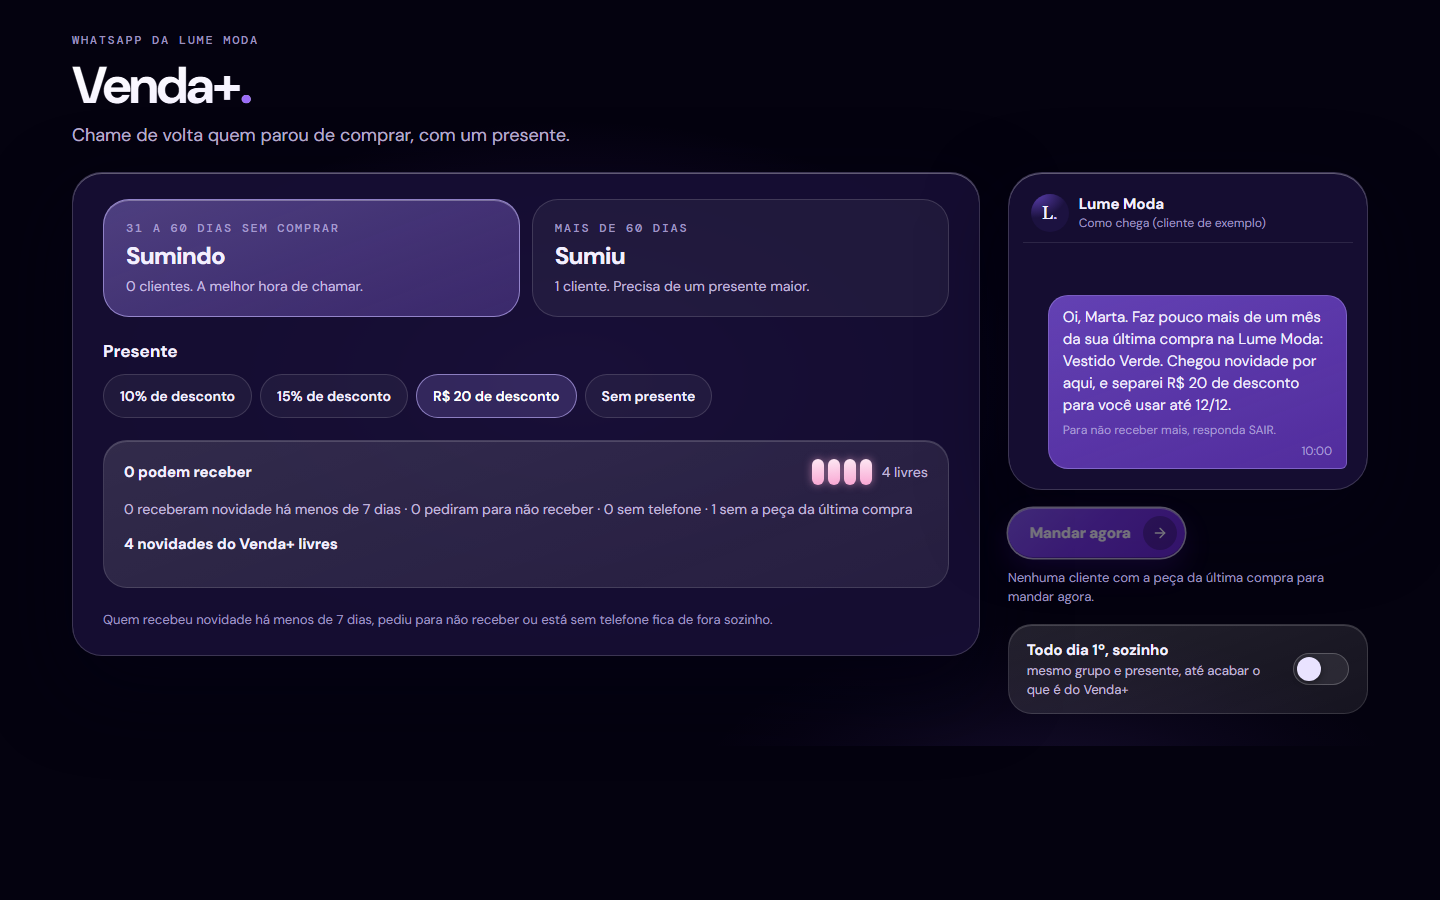 WHATSAPP DA LUME MODA
Venda+.
Chame de volta quem parou de comprar, com um presente.
31 A 60 DIAS SEM COMPRAR
Sumindo
0 clientes. A melhor hora de chamar.
MAIS DE 60 DIAS
Sumiu
1 cliente. Precisa de um presente maior.
Presente
10% de desconto
15% de desconto
R$ 20 de desconto
Sem presente
0 podem receber
4 livres
0 receberam novidade há menos de 7 dias · 0 pediram para não receber · 0 sem telefone · 1 sem a peça da última compra
4 novidades do Venda+ livres
Quem recebeu novidade há menos de 7 dias, pediu para não receber ou está sem telefone fica de fora sozinho.
L.
Lume Moda
Como chega (cliente de exemplo)
Oi, Marta. Faz pouco mais de um mês
da sua última compra na Lume Moda:
Vestido Verde. Chegou novidade por
aqui, e separei R$ 20 de desconto
para você usar até 12/12.
Para não receber mais, responda SAIR.
10:00
Mandar agora
Nenhuma cliente com a peça da última compra para
mandar agora.
Todo dia 1º, sozinho
mesmo grupo e presente, até acabar o
que é do Venda+